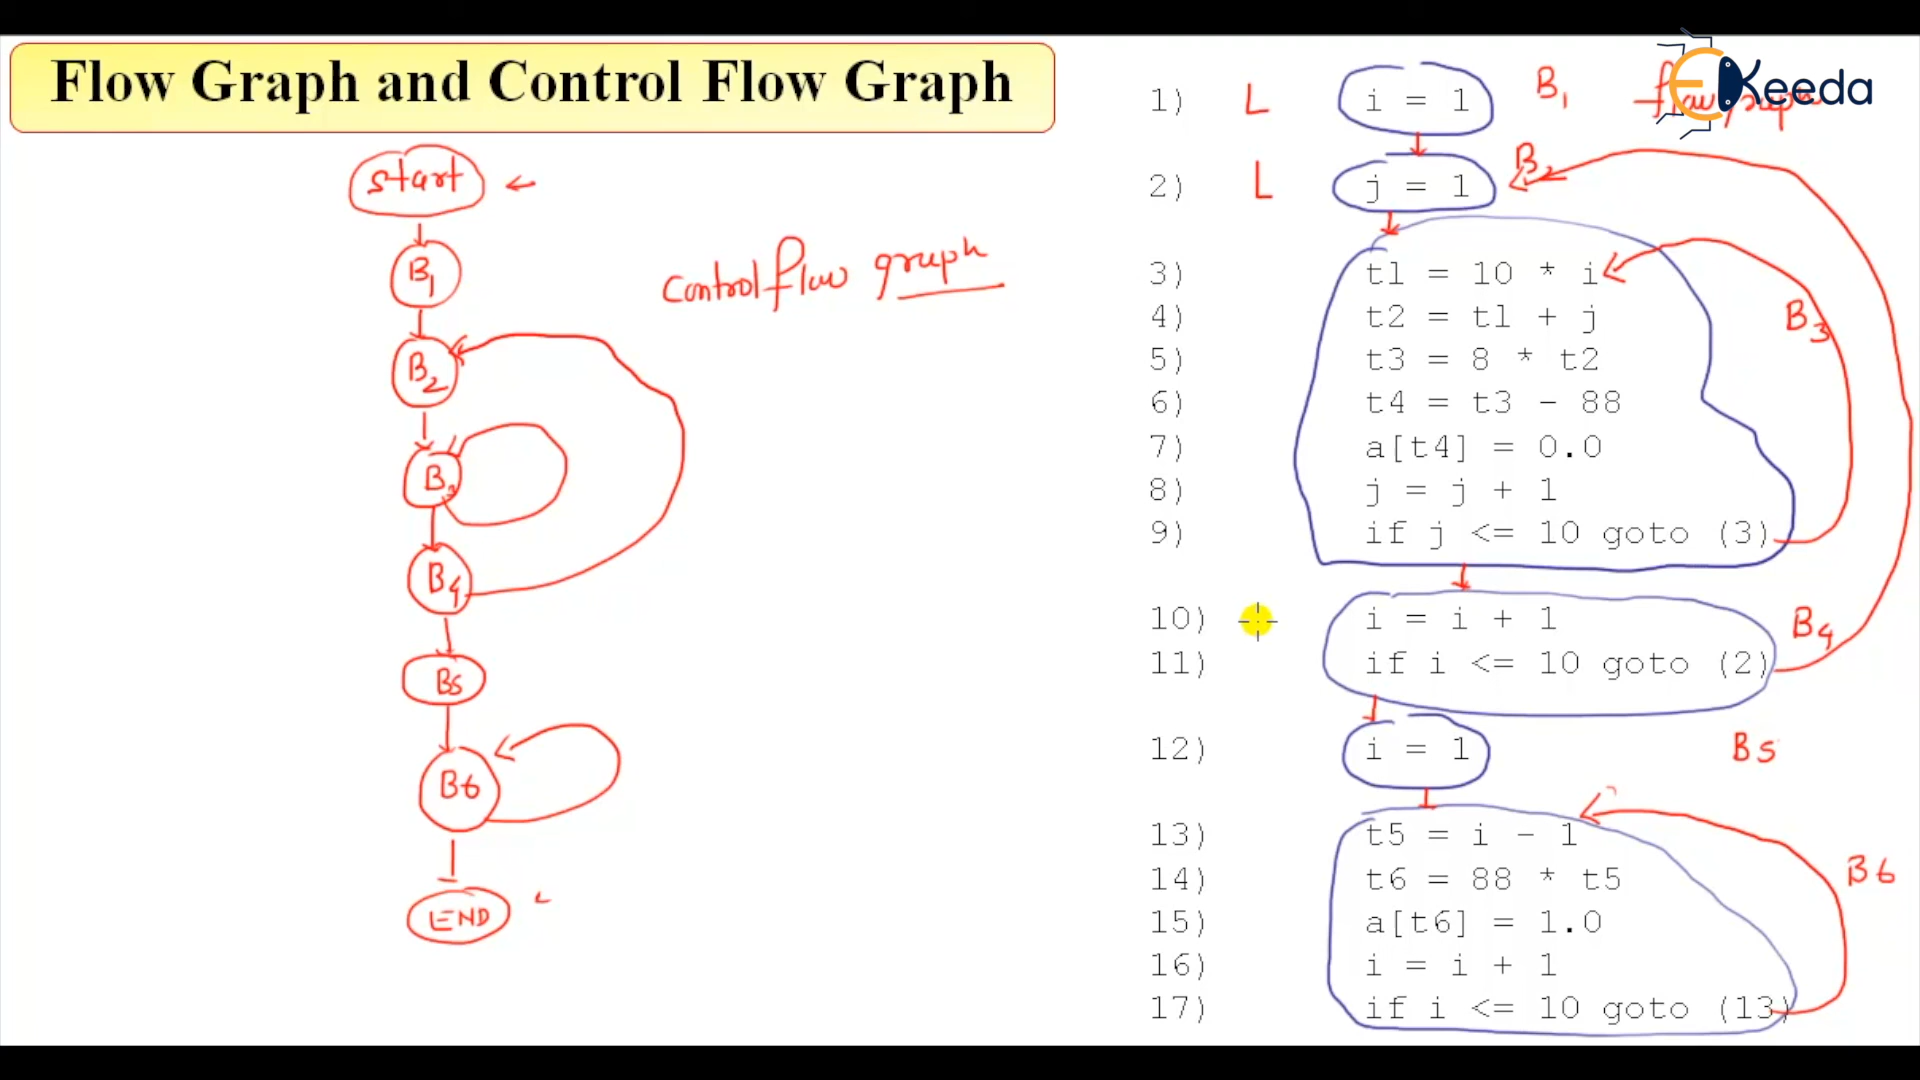 Flow Graph and Control Flow Graph
Keeda
flow graph
start
B1
B2
B3
B4
B5
B6
END
control flow graph
1) L i = 1 B1
2) L j = 1 B2
3) t1 = 10 * i
4) t2 = t1 + j B3
5) t3 = 8 * t2
6) t4 = t3 - 88
7) a[t4] = 0.0
8) j = j + 1
9) if j <= 10 goto (3)
10) i = i + 1 B4
11) if i <= 10 goto (2)
12) i = 1 B5
13) t5 = i - 1
14) t6 = 88 * t5 B6
15) a[t6] = 1.0
16) i = i + 1
17) if i <= 10 goto (13)